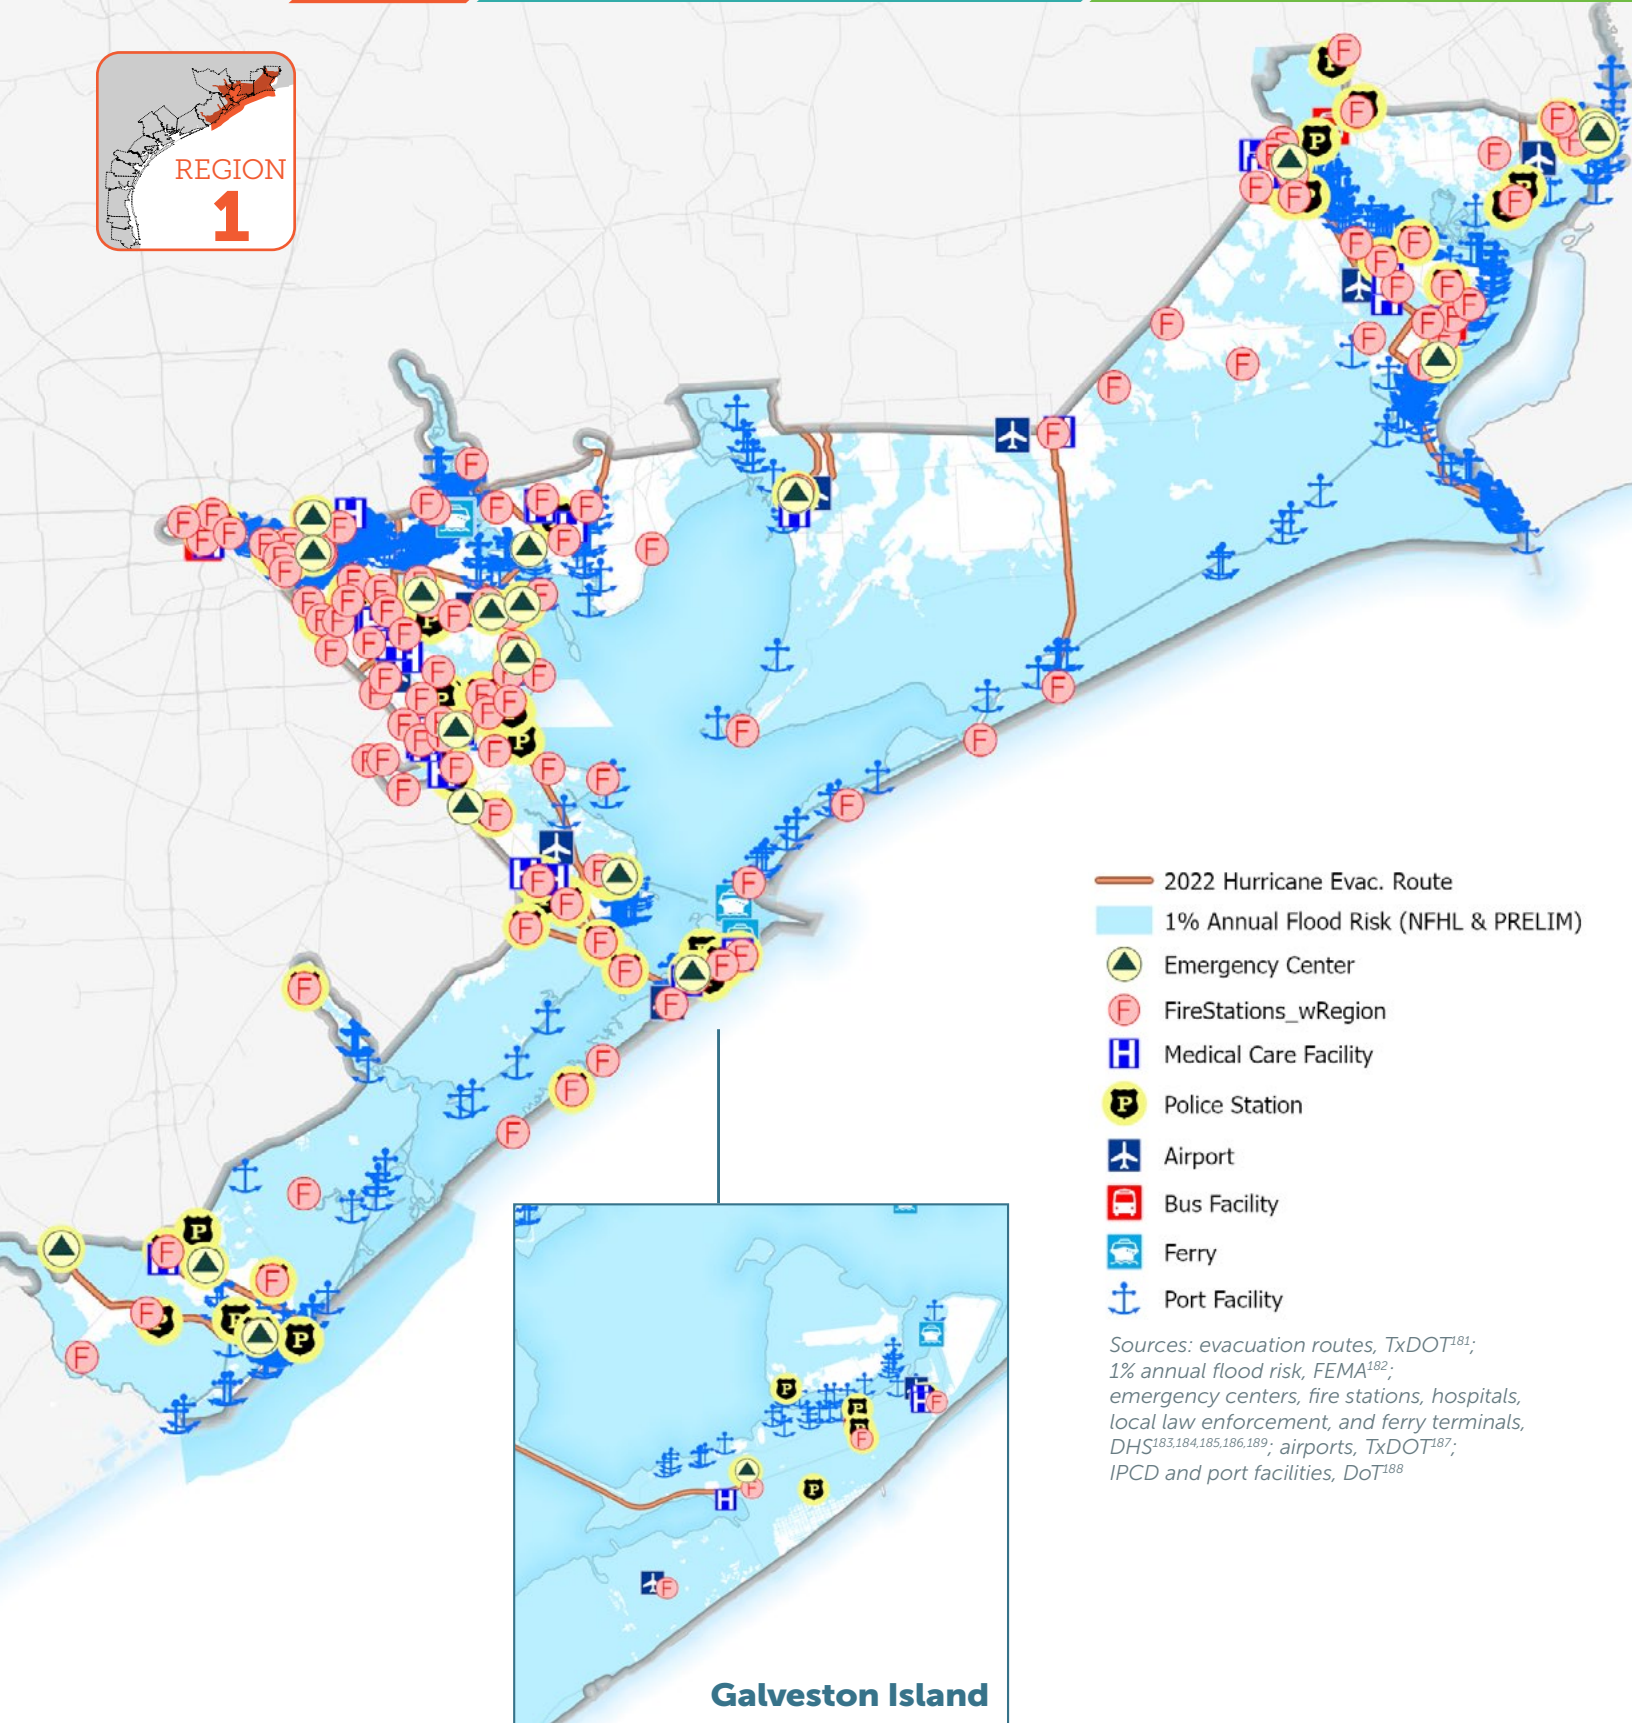 REGION
1
2022 Hurricane Evac. Route
1% Annual Flood Risk (NFHL & PRELIM)
Emergency Center
FireStations_wRegion
Medical Care Facility
Police Station
Airport
Bus Facility
Ferry
Port Facility
Sources: evacuation routes, TxDOT181;
1% annual flood risk, FEMA182;
emergency centers, fire stations, hospitals,
local law enforcement, and ferry terminals,
DHS183,184,185,186,189; airports, TxDOT187;
IPCD and port facilities, DoT188
Galveston Island